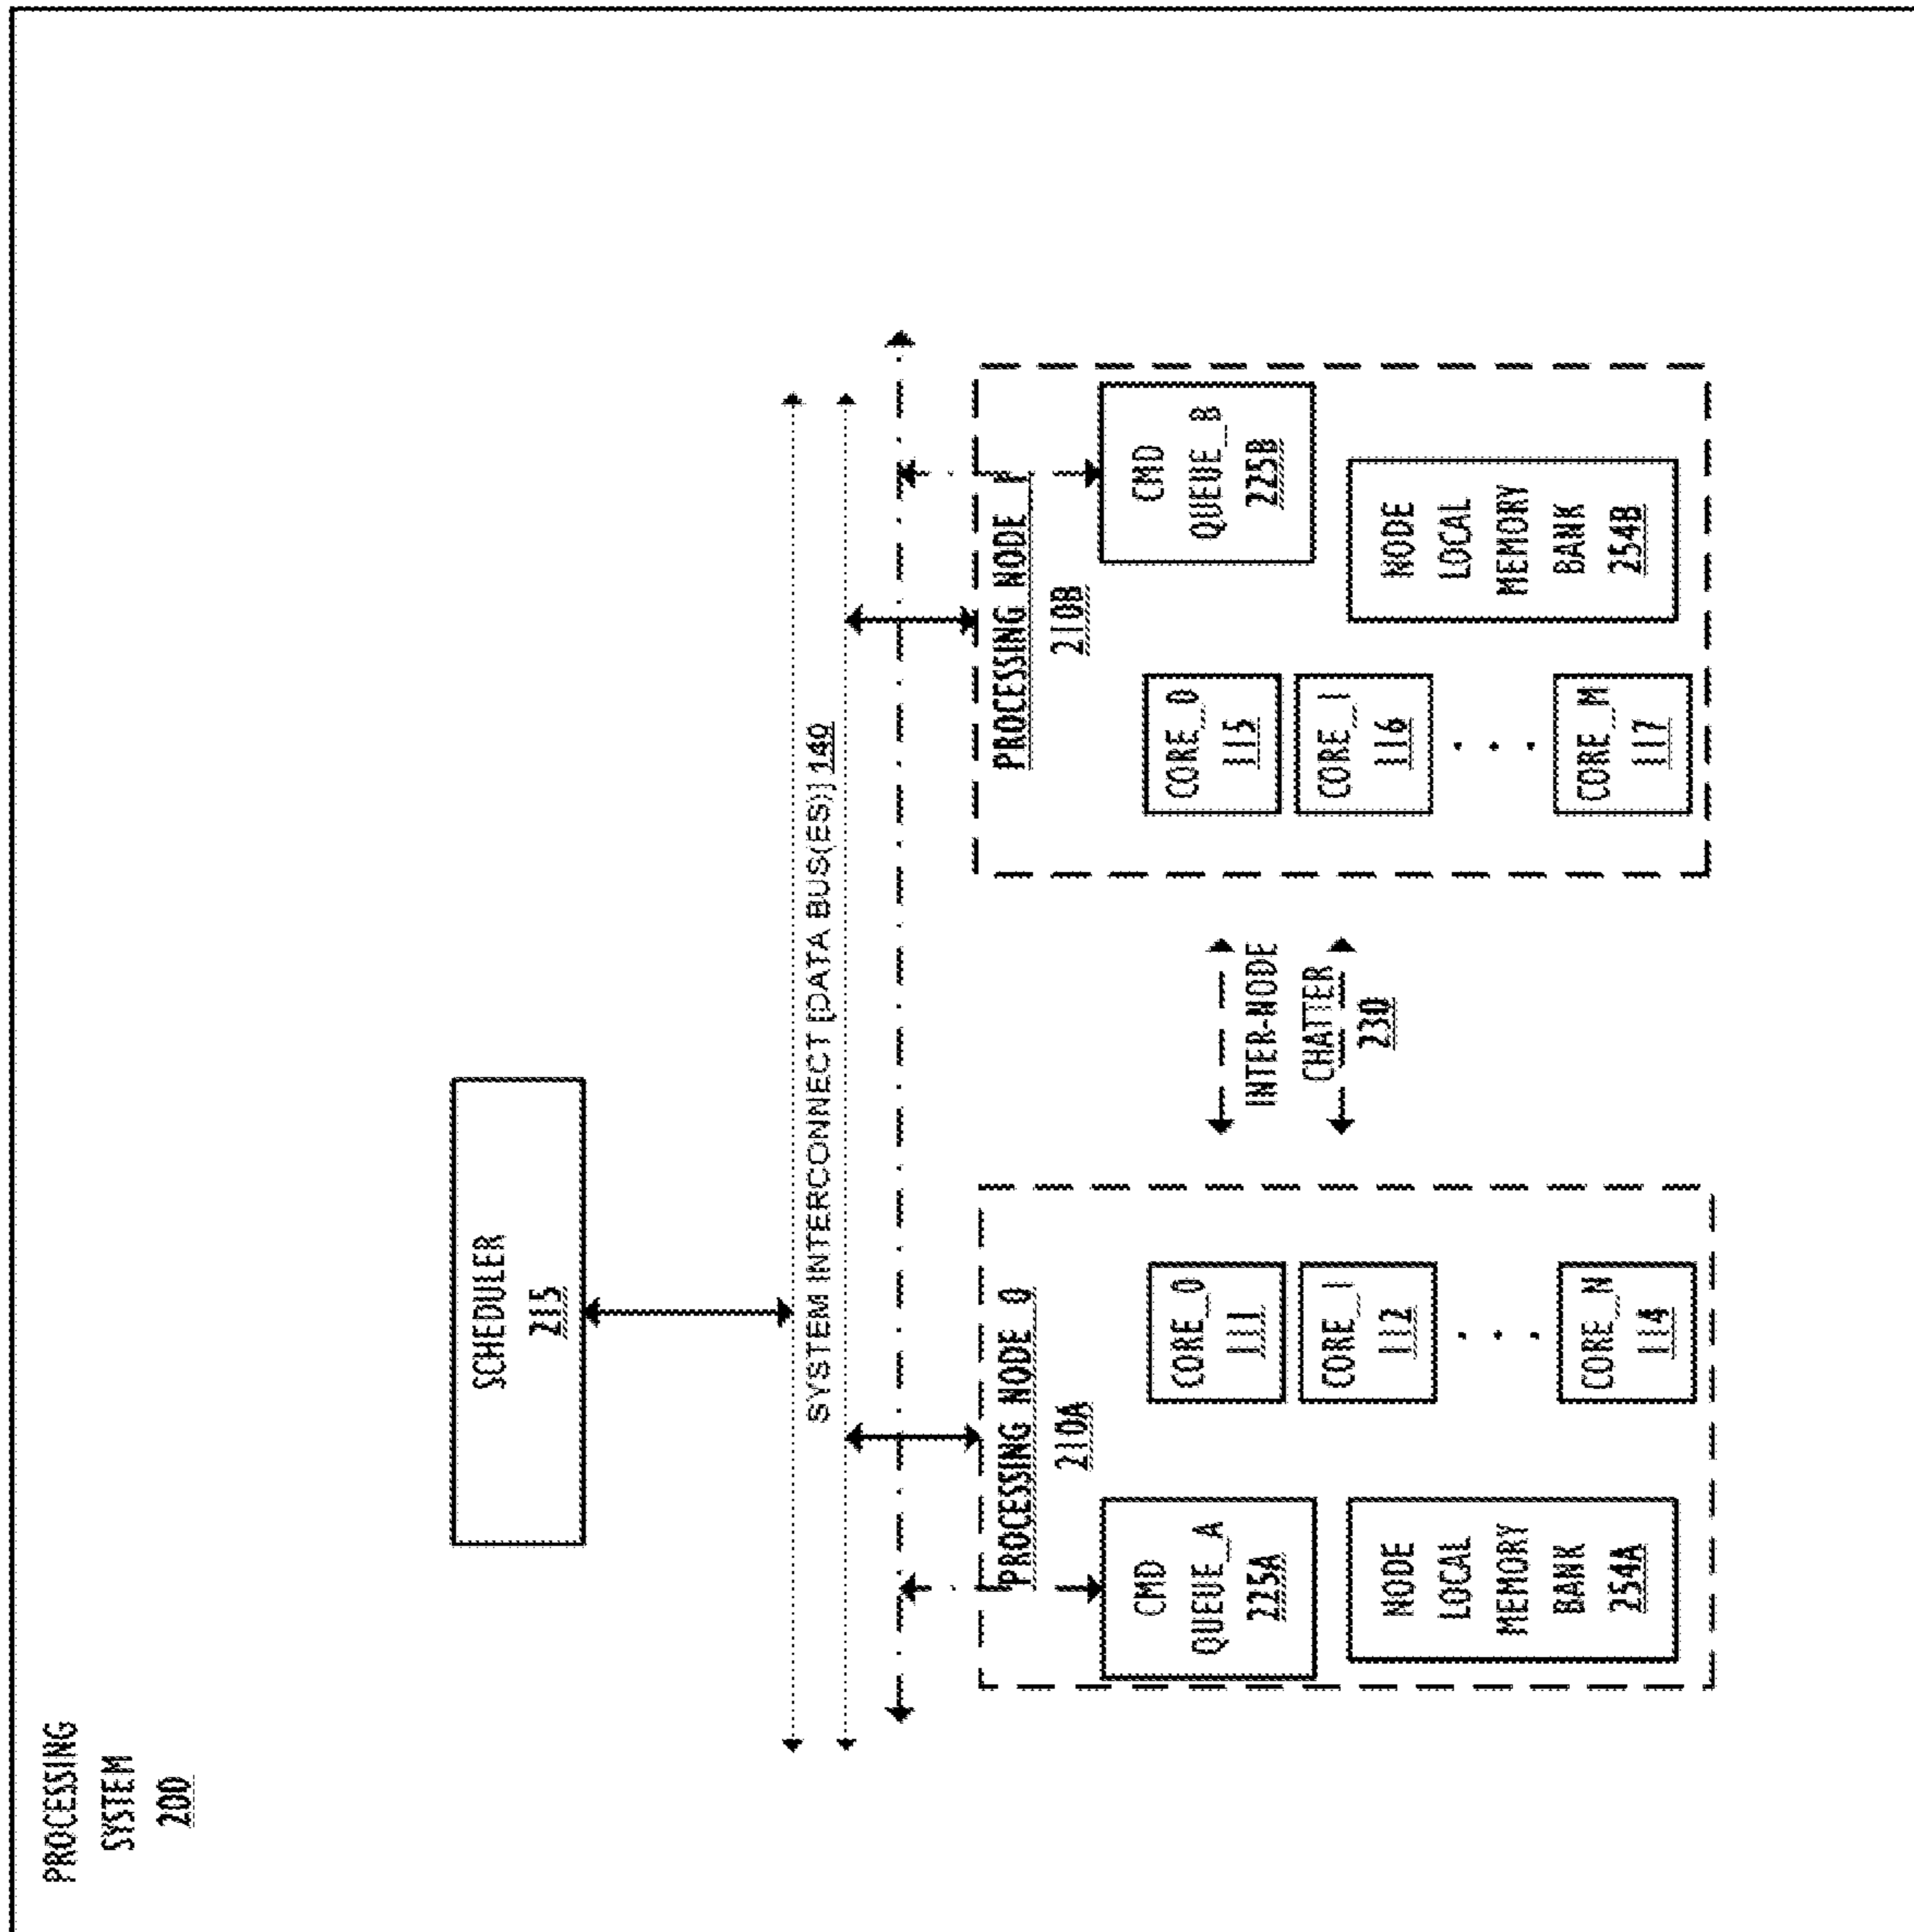 PROCESSING
SYSTEM
200
SCHEDULER
215
SYSTEM INTERCONNECT [DATA BUS(ES)] 140
PROCESSING NODE_0
210A
CMD
QUEUE_A
225A
NODE
LOCAL
MEMORY
BANK
254A
CORE_0
111
CORE_1
112
CORE_N
114
INTER-NODE
CHATTER
230
PROCESSING NODE
210B
CORE_0
115
CORE_1
116
CORE_M
117
CMD
QUEUE_B
225B
NODE
LOCAL
MEMORY
BANK
254B